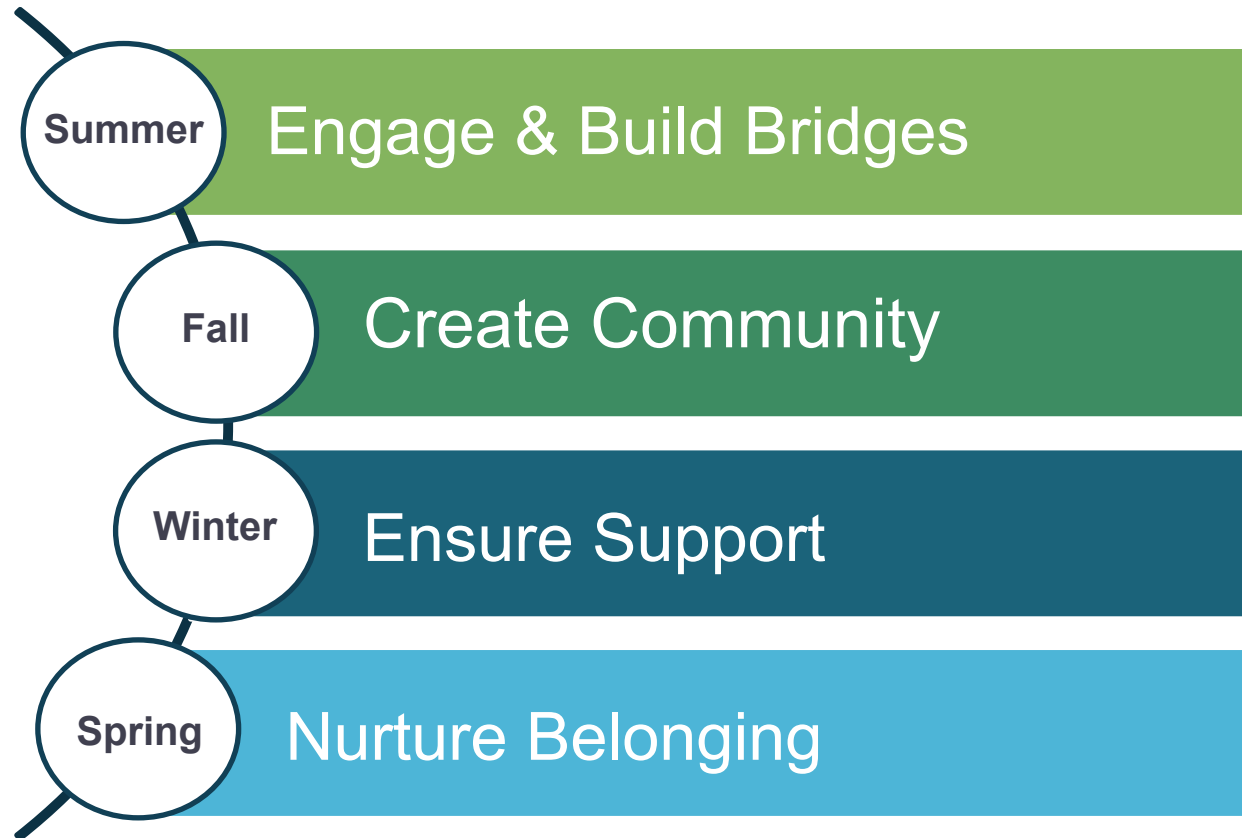 Summer
Engage & Build Bridges
Fall
Create Community
Winter
Ensure Support
Spring
Nurture Belonging